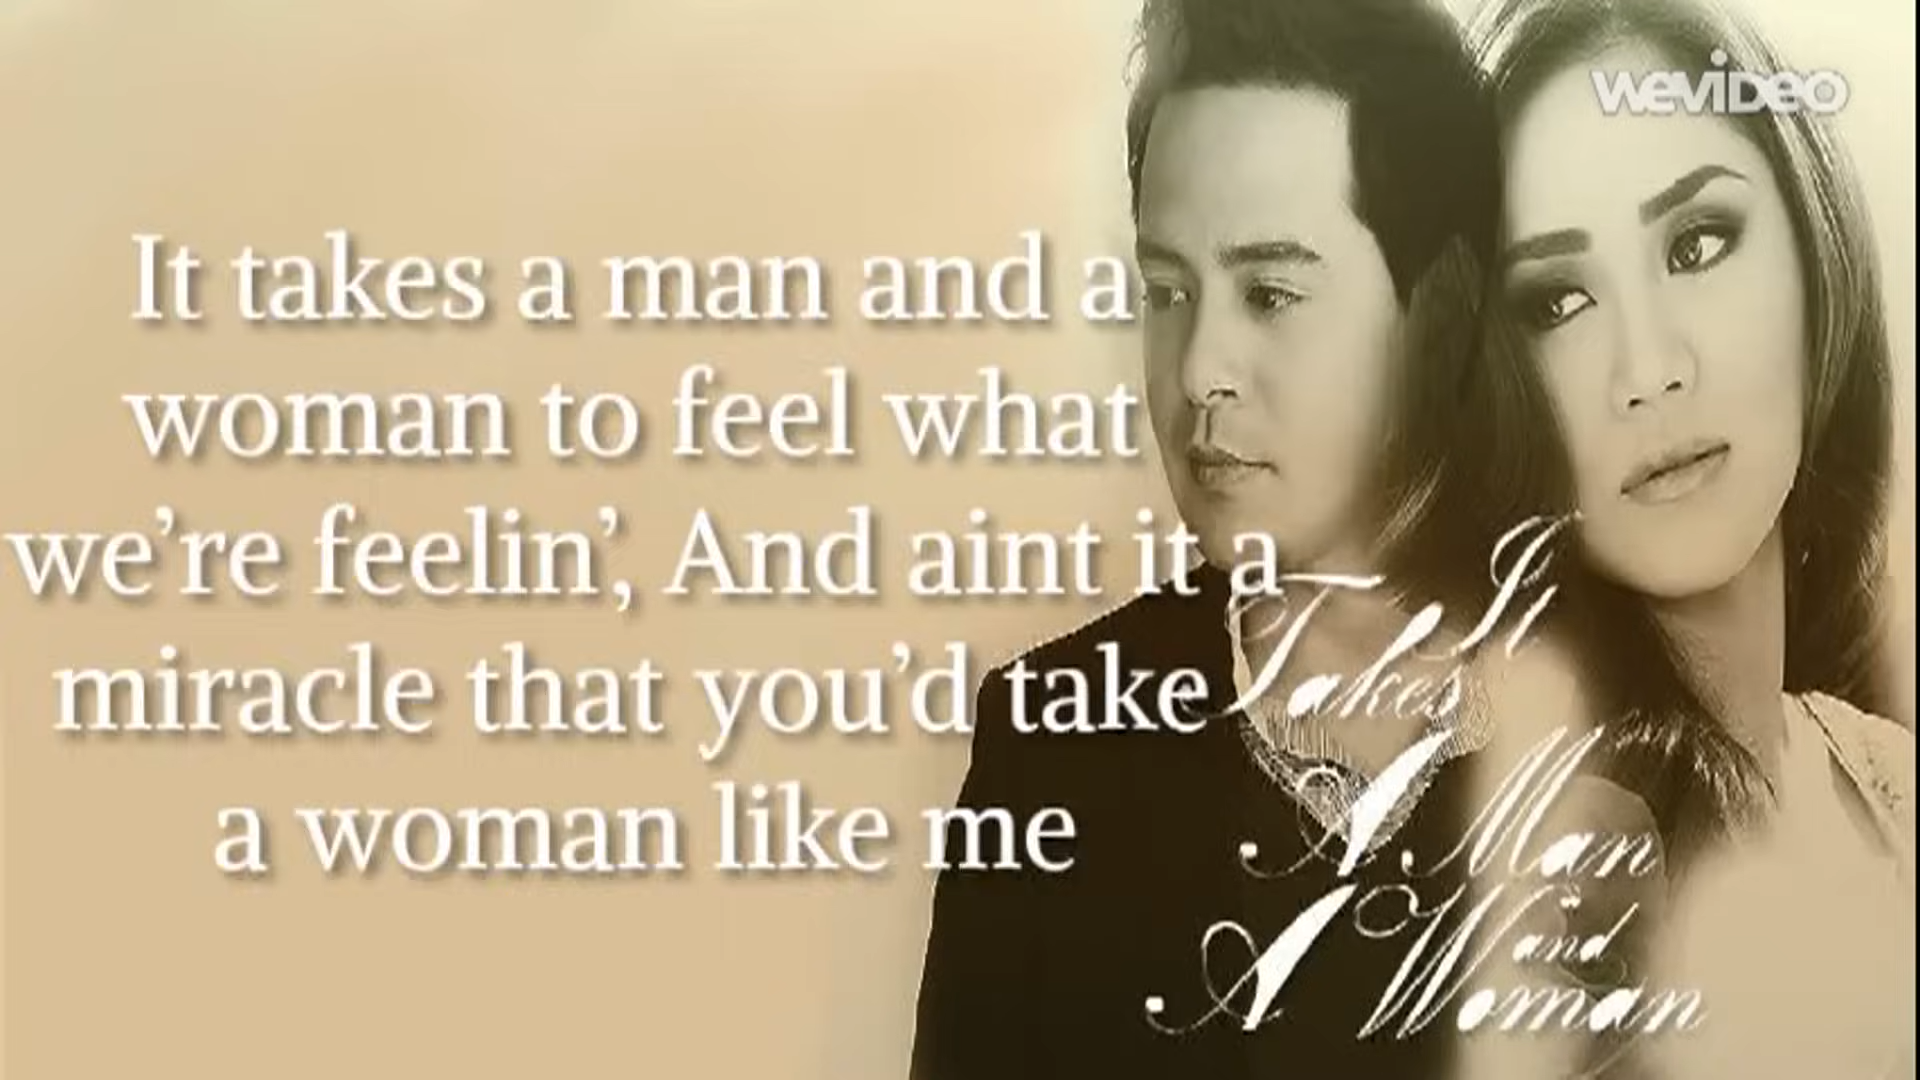 WeVideo
It takes a man and a
woman to feel what
we're feelin', And aint it a
miracle that you'd take
a woman like me
It
Takes
A Man
and
A Woman